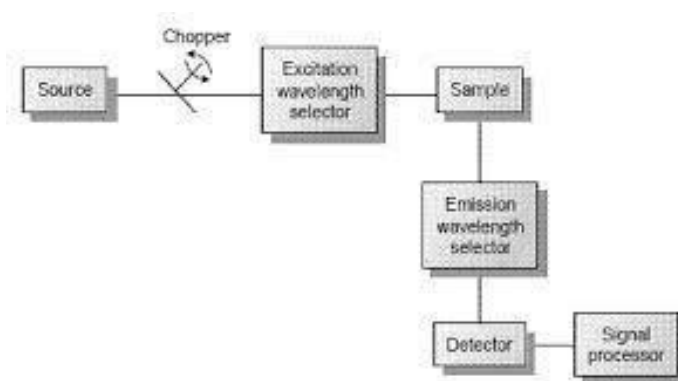 Chopper
Source
Excitation
wavelength
selector
Sample
Emission
wavelength
selector
Detector
Signal
processor